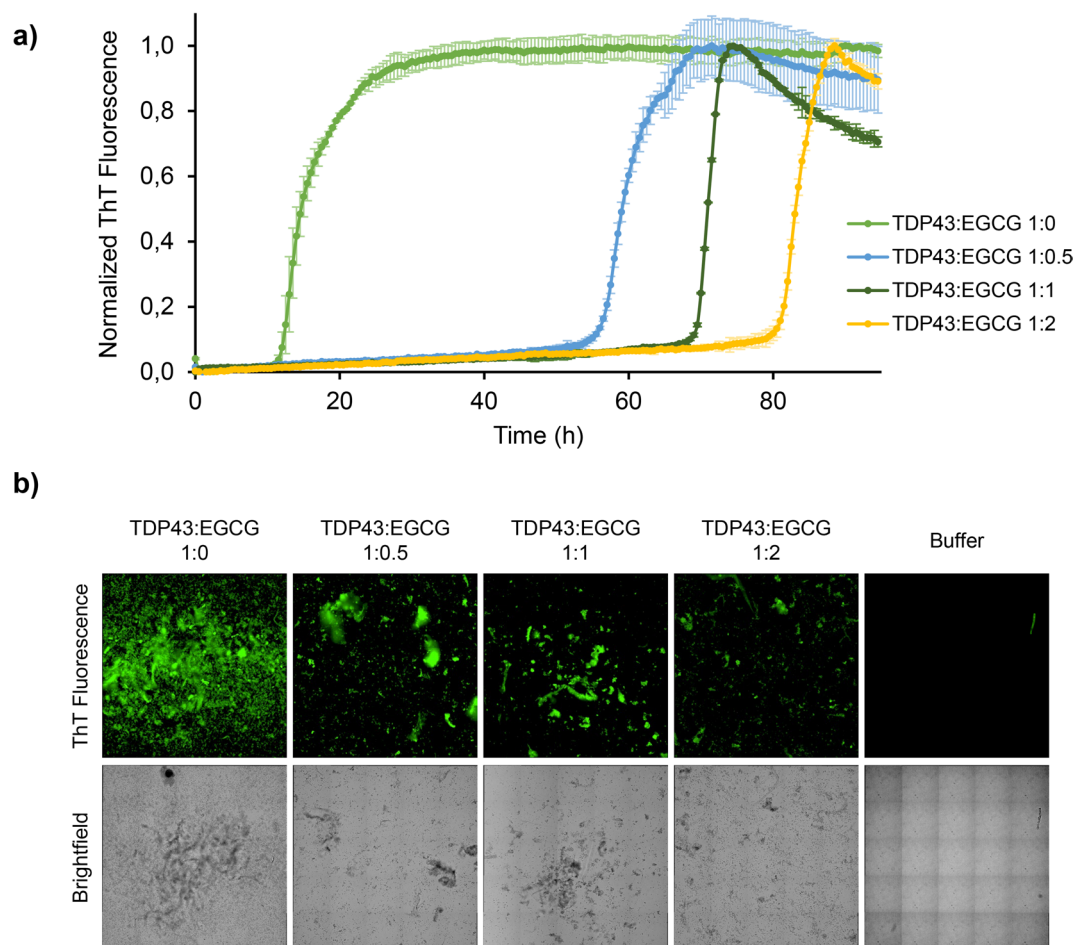 a)
Normalized ThT Fluorescence
1,0
0,8
0,6
0,4
0,2
0,0
0
20
40
60
80
Time (h)
TDP43:EGCG 1:0
TDP43:EGCG 1:0.5
TDP43:EGCG 1:1
TDP43:EGCG 1:2
b)
TDP43:EGCG
1:0
TDP43:EGCG
1:0.5
TDP43:EGCG
1:1
TDP43:EGCG
1:2
Buffer
ThT Fluorescence
Brightfield